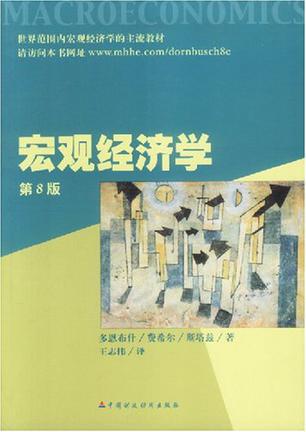 MACROECONOMICS
世界范围内宏观经济学的主流教材
请访问本书网址 www.mhhe.com/dornbusch8e
宏观经济学
第8版
多恩布什/费希尔/斯塔兹/著
王志伟/译
中国财政经济出版社